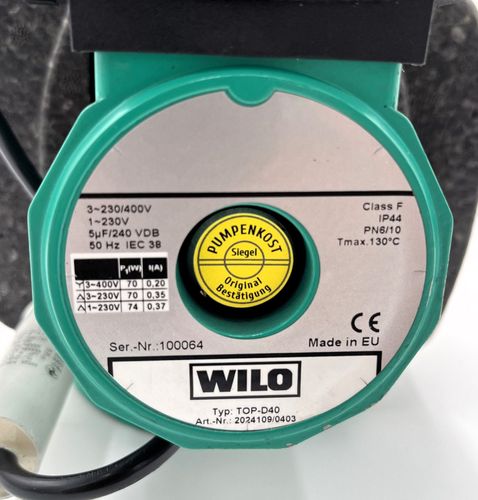 3~230/400V
1~230V
5µF/240 VDB
50 Hz IEC 38
Class F
IP44
PN6/10
Tmax.130°C
PUMPENKOST
Siegel
Original
Bestätigung
P₁(W) I(A)
3~400V 70 0,20
3~230V 70 0,35
1~230V 74 0,37
Ser.-Nr.:100064
CE
Made in EU
WILO
Typ: TOP-D40
Art.-Nr.: 2024109/0403